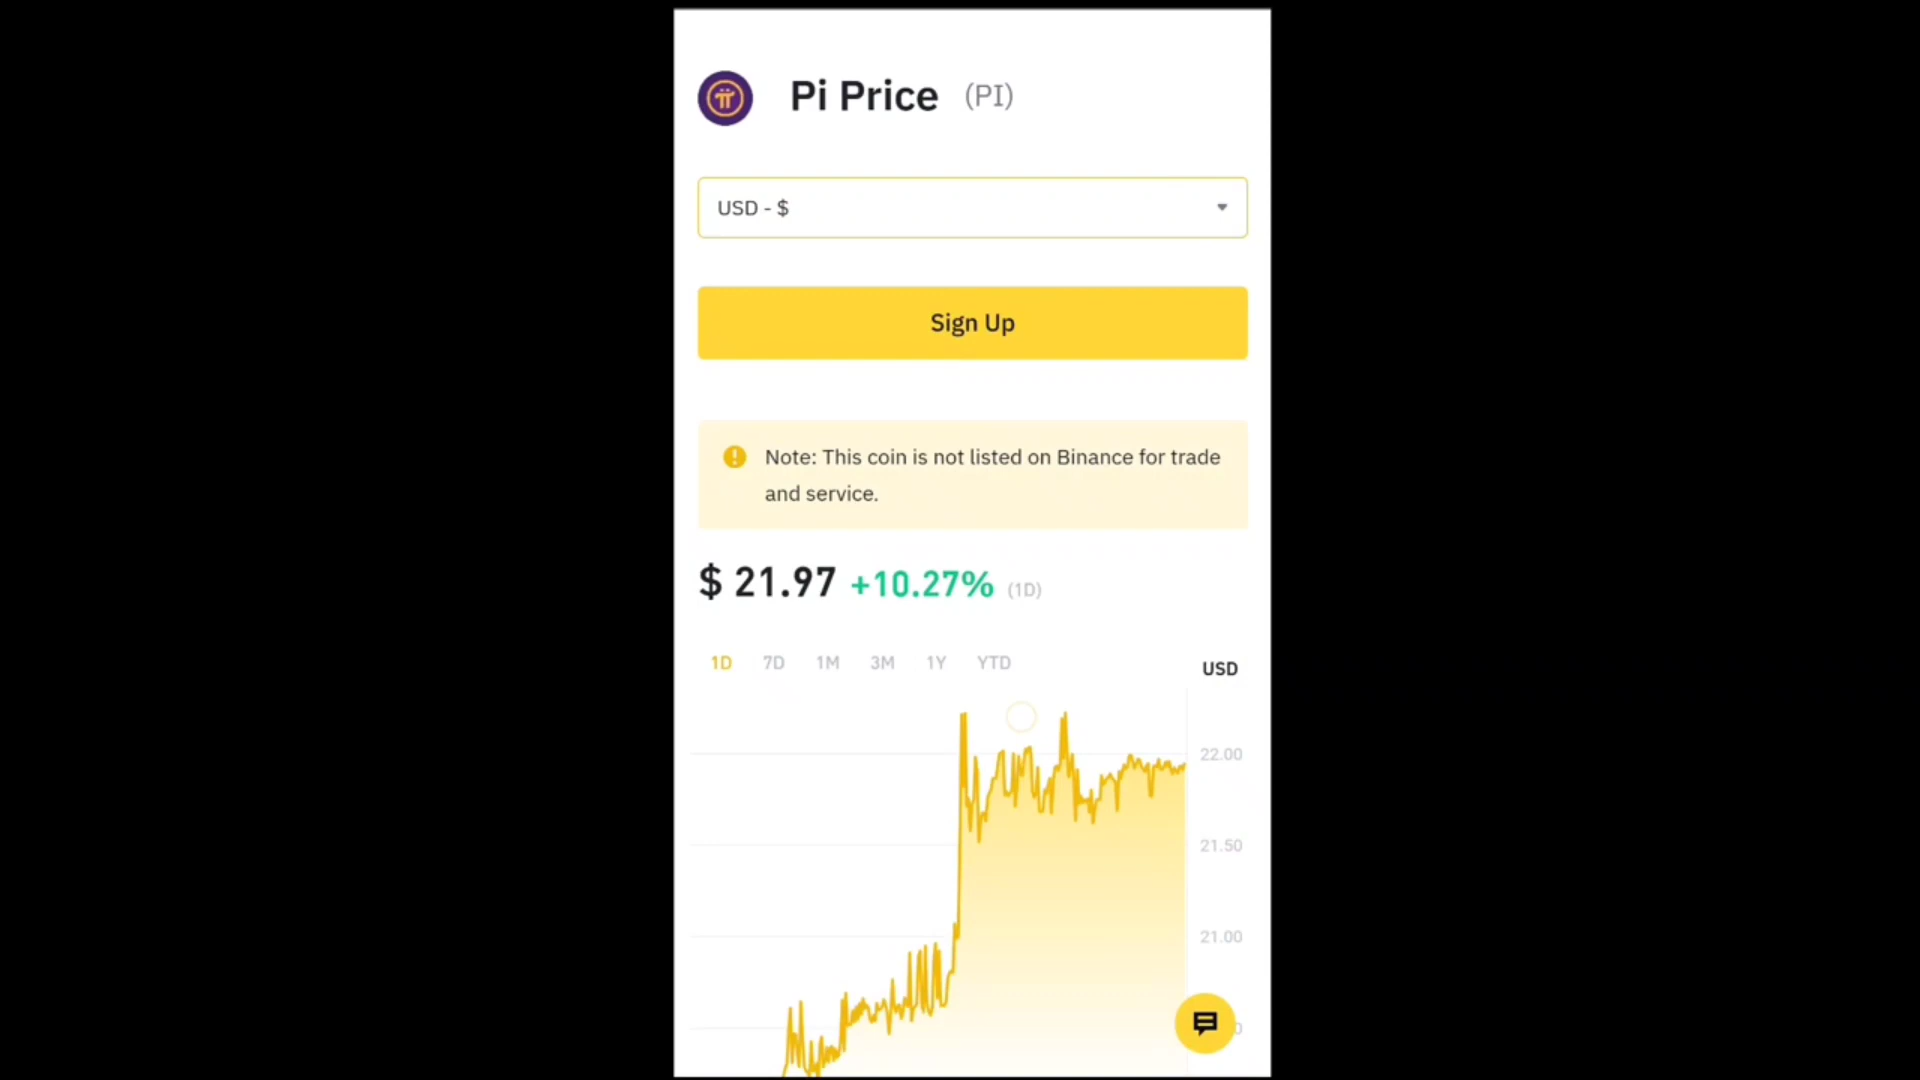 Pi Price (PI)
USD - $
Sign Up
Note: This coin is not listed on Binance for trade
and service.
$ 21.97 +10.27% (1D)
1D 7D 1M 3M 1Y YTD
USD
22.00
21.50
21.00